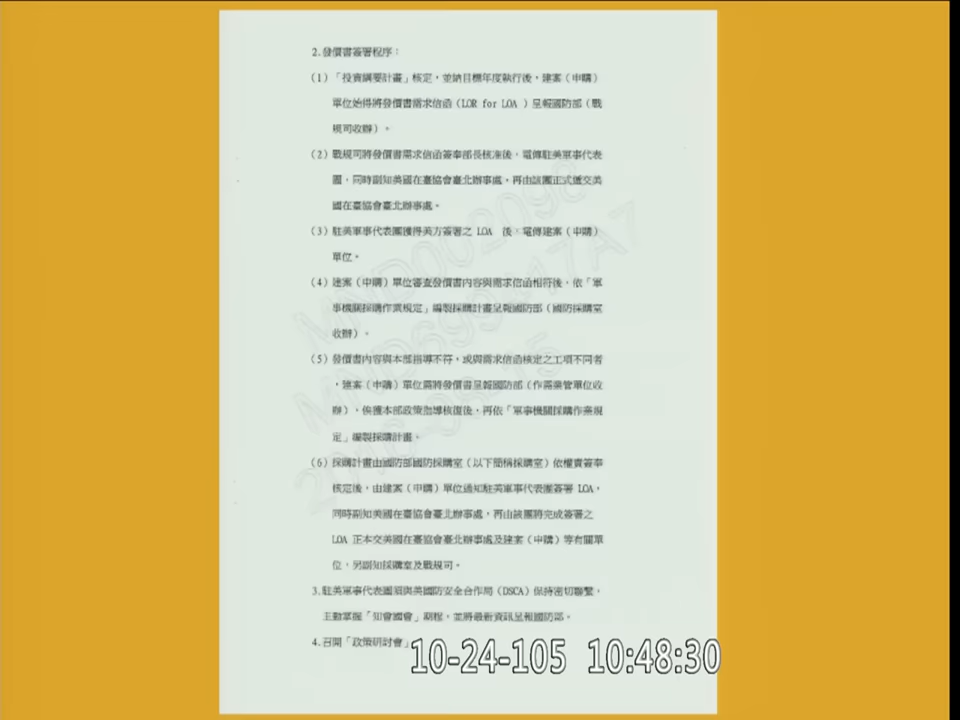 2.發價書簽署程序：
(1)「投資綱要計畫」核定，並納目標年度執行後，建案（申購）
單位始得將發價書需求信函（LOR for LOA ）呈報國防部（戰
規司收辦）。
(2) 戰規司將發價書需求信函簽奉部長核准後，電傳駐美軍事代表
團，同時副知美國在臺協會臺北辦事處，再由該團正式遞交美
國在臺協會臺北辦事處。
(3) 駐美軍事代表團獲得美方簽署之 LOA 後，電傳建案（申購）
單位。
(4) 建案（申購）單位審查發價書內容與需求信函相符後，依「軍
事機關採購作業規定」編製採購計畫呈報國防部（國防採購室
收辦）。
(5) 發價書內容與本部指導不符，或與需求信函核定之工項不同者
，建案（申購）單位需將發價書呈報國防部（作需業管單位收
辦），俟獲本部政策指導核復後，再依「軍事機關採購作業規
定」編製採購計畫。
(6) 採購計畫由國防部國防採購室（以下簡稱採購室）依權責簽奉
核定後，由建案（申購）單位通知駐美軍事代表團簽署 LOA，
同時副知美國在臺協會臺北辦事處，再由該團將完成簽署之
LOA 正本交美國在臺協會臺北辦事處及建案（申購）等有關單
位，另副知採購室及戰規司。
3.駐美軍事代表團須與美國防安全合作局（DSCA）保持密切聯繫，
主動掌握「知會國會」期程，並將最新資訊呈報國防部。
4.召開「政策研討會」
10-24-105 10:48:30